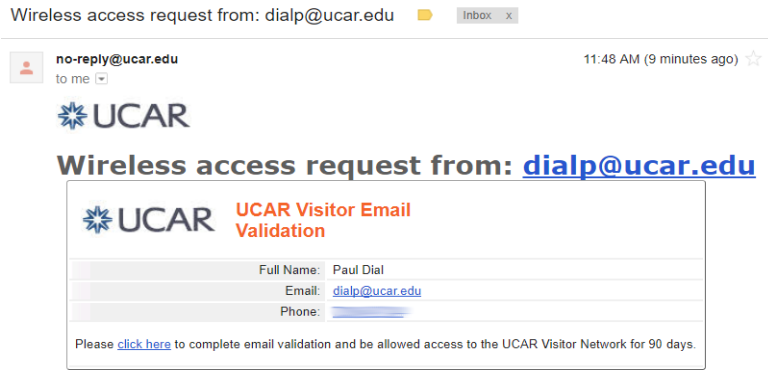 Wireless access request from: dialp@ucar.edu
Inbox x
no-reply@ucar.edu
11:48 AM (9 minutes ago)
to me
UCAR
Wireless access request from: dialp@ucar.edu
UCAR
UCAR Visitor Email
Validation
Full Name: Paul Dial
Email: dialp@ucar.edu
Phone:
Please click here to complete email validation and be allowed access to the UCAR Visitor Network for 90 days.